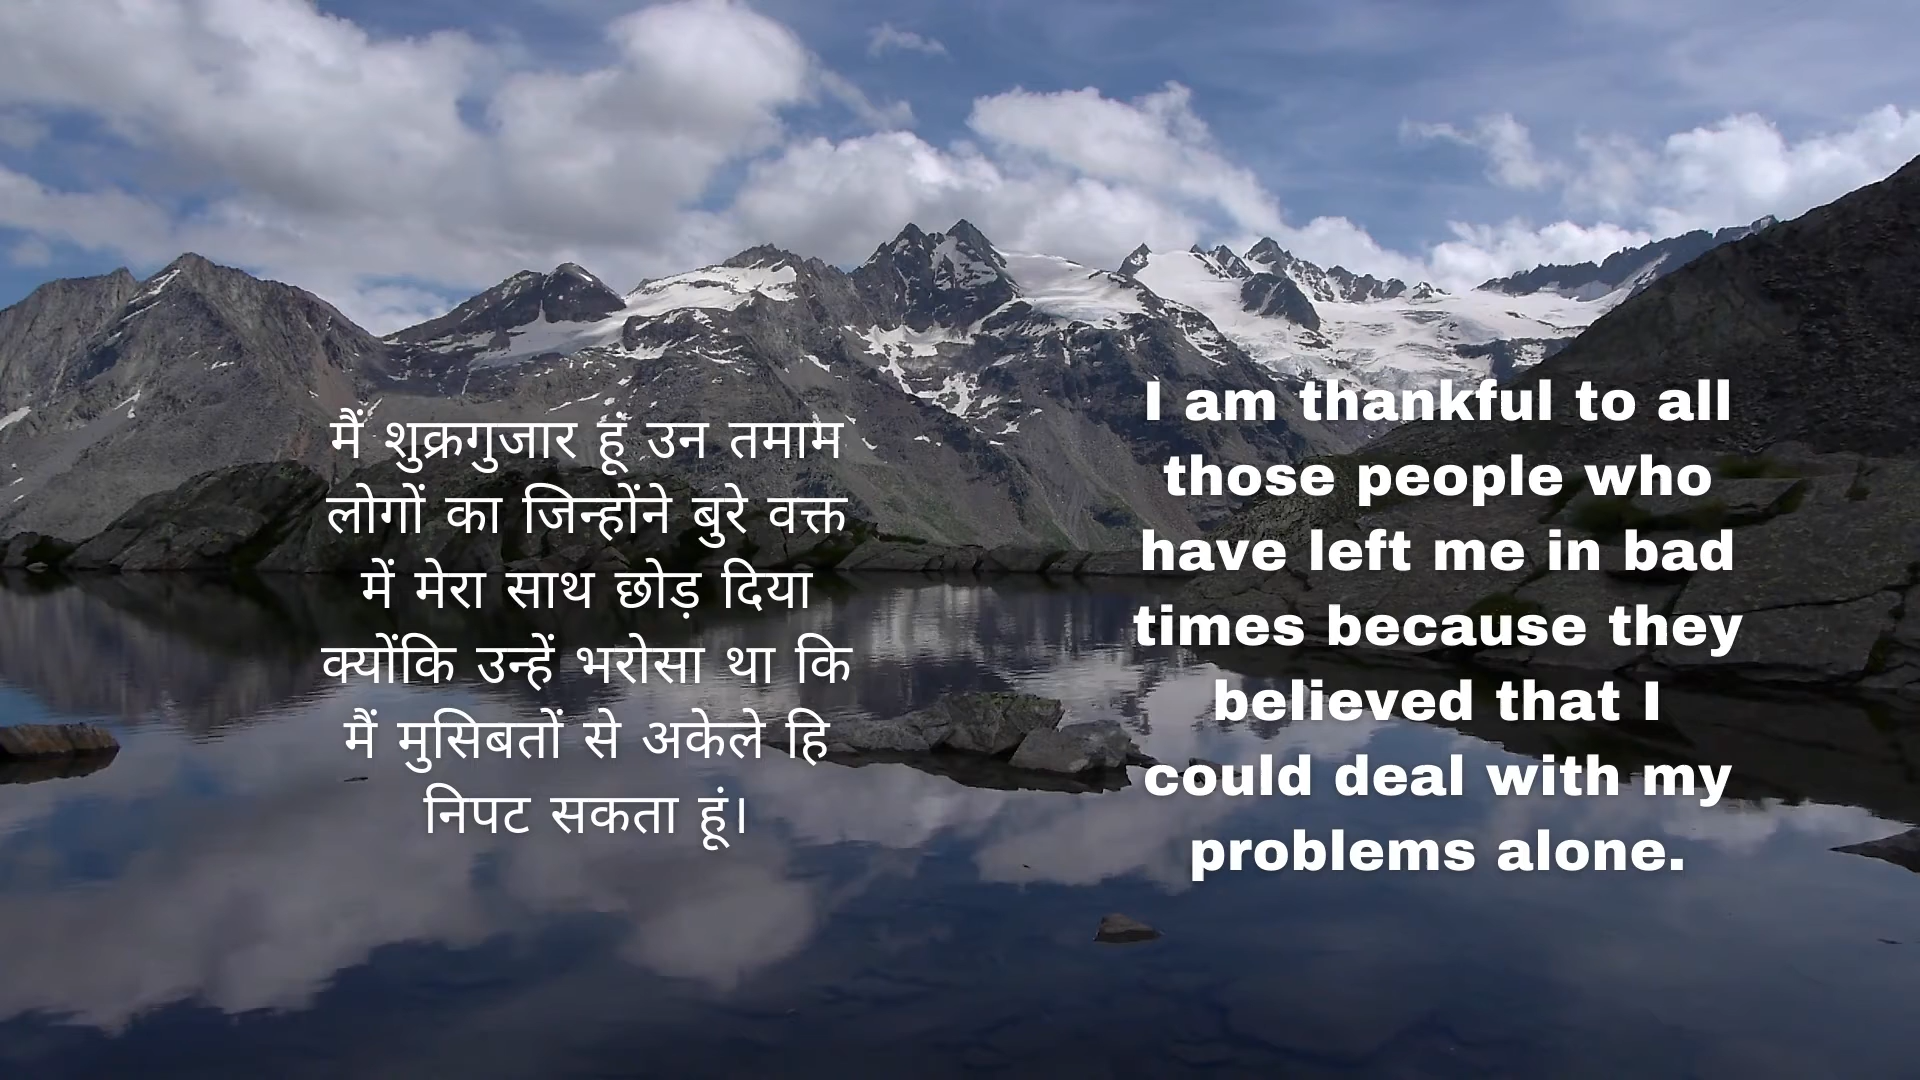 मैं शुक्रगुजार हूं उन तमाम
लोगों का जिन्होंने बुरे वक्त
में मेरा साथ छोड़ दिया
क्योंकि उन्हें भरोसा था कि
मैं मुसिबतों से अकेले हि
निपट सकता हूं।
I am thankful to all
those people who
have left me in bad
times because they
believed that I
could deal with my
problems alone.